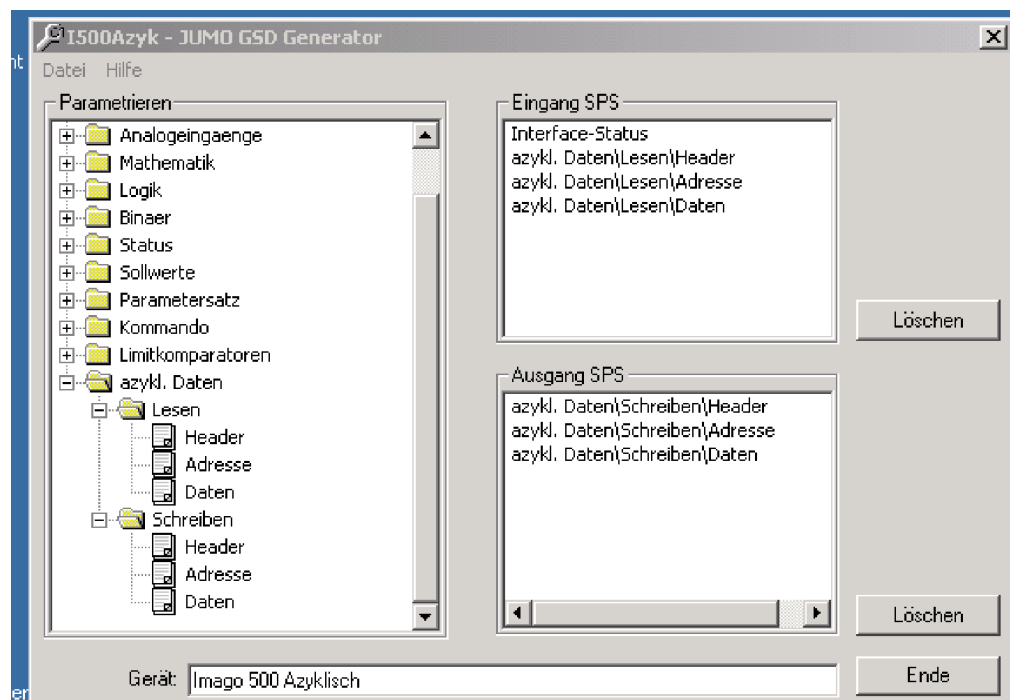 I500Azyk - JUMO GSD Generator
nt
Datei Hilfe
Parametrieren
Analogeingaenge
Mathematik
Logik
Binaer
Status
Sollwerte
Parametersatz
Kommando
Limitkomparatoren
azykl. Daten
Lesen
Header
Adresse
Daten
Schreiben
Header
Adresse
Daten
Eingang SPS
Interface-Status
azykl. Daten\Lesen\Header
azykl. Daten\Lesen\Adresse
azykl. Daten\Lesen\Daten
Löschen
Ausgang SPS
azykl. Daten\Schreiben\Header
azykl. Daten\Schreiben\Adresse
azykl. Daten\Schreiben\Daten
Löschen
Gerät: Imago 500 Azyklisch
Ende
er